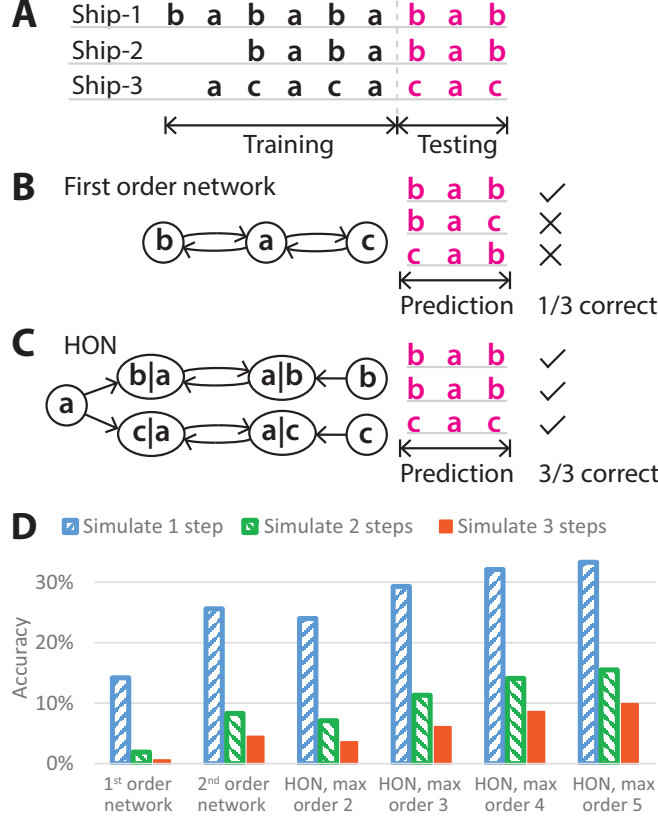 A
Ship-1 b a b a b a b a b
Ship-2 b a b a b a b
Ship-3 a c a c a c a c
Training Testing
B First order network
b a c
b a b ✓
b a c ×
c a b ×
Prediction 1/3 correct
C HON
a b|a a|b b
c|a a|c c
b a b ✓
b a b ✓
c a c ✓
Prediction 3/3 correct
D Simulate 1 step Simulate 2 steps Simulate 3 steps
Accuracy
30%
20%
10%
0%
1st order network
2nd order network
HON, max order 2
HON, max order 3
HON, max order 4
HON, max order 5